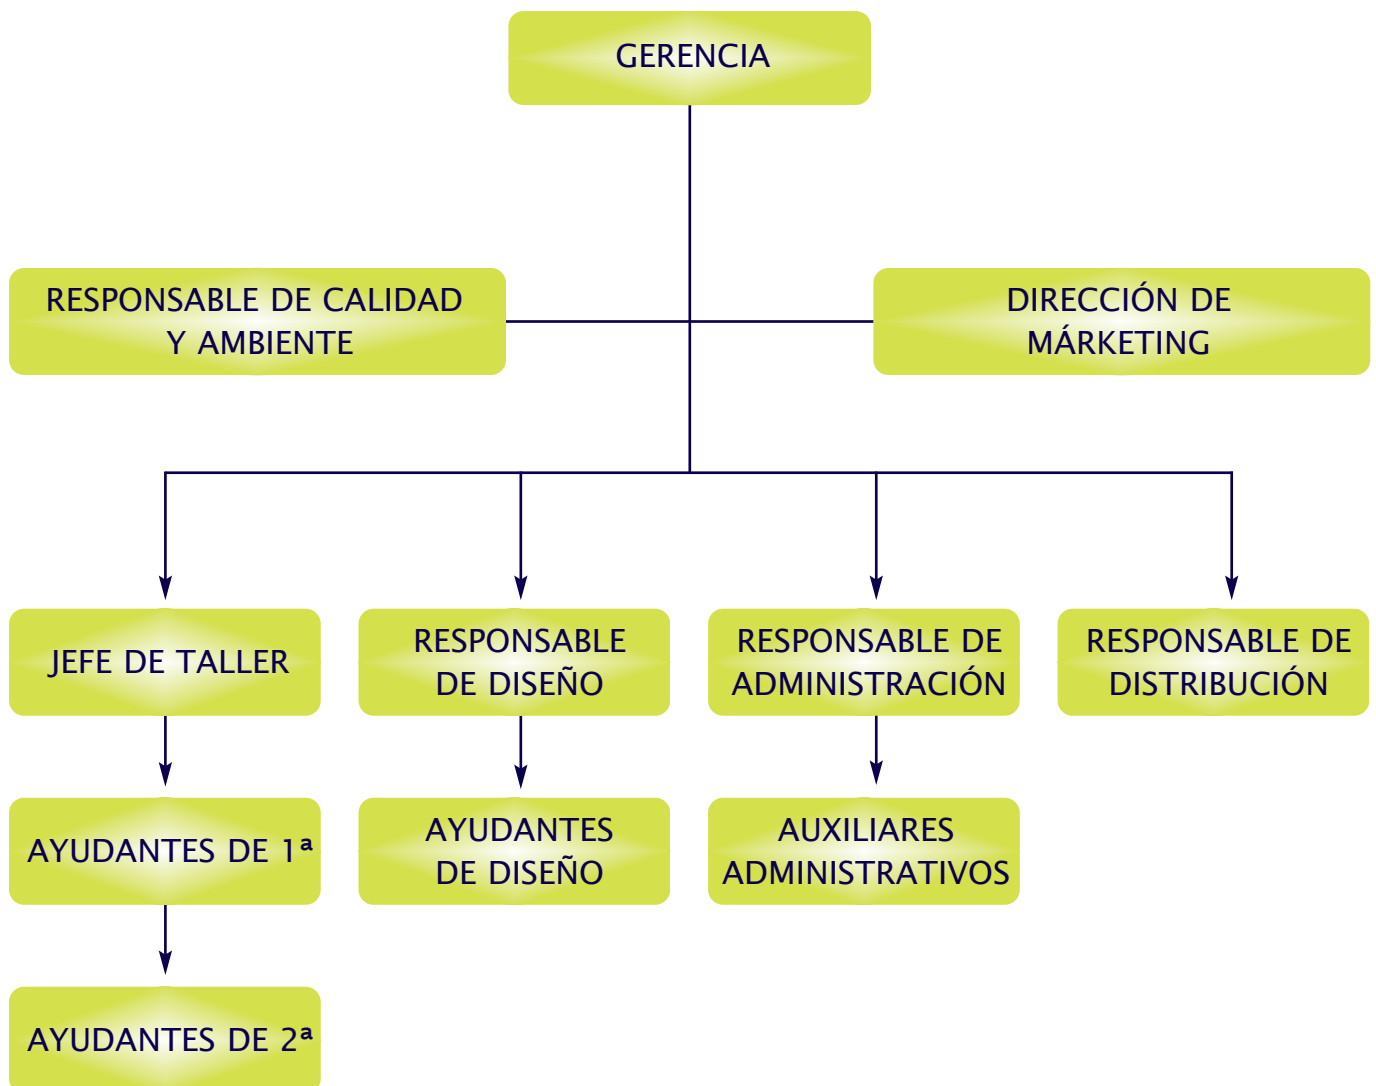 GERENCIA
RESPONSABLE DE CALIDAD
Y AMBIENTE
DIRECCIÓN DE
MÁRKETING
JEFE DE TALLER
RESPONSABLE
DE DISEÑO
RESPONSABLE DE
ADMINISTRACIÓN
RESPONSABLE DE
DISTRIBUCIÓN
AYUDANTES DE 1ª
AYUDANTES
DE DISEÑO
AUXILIARES
ADMINISTRATIVOS
AYUDANTES DE 2ª